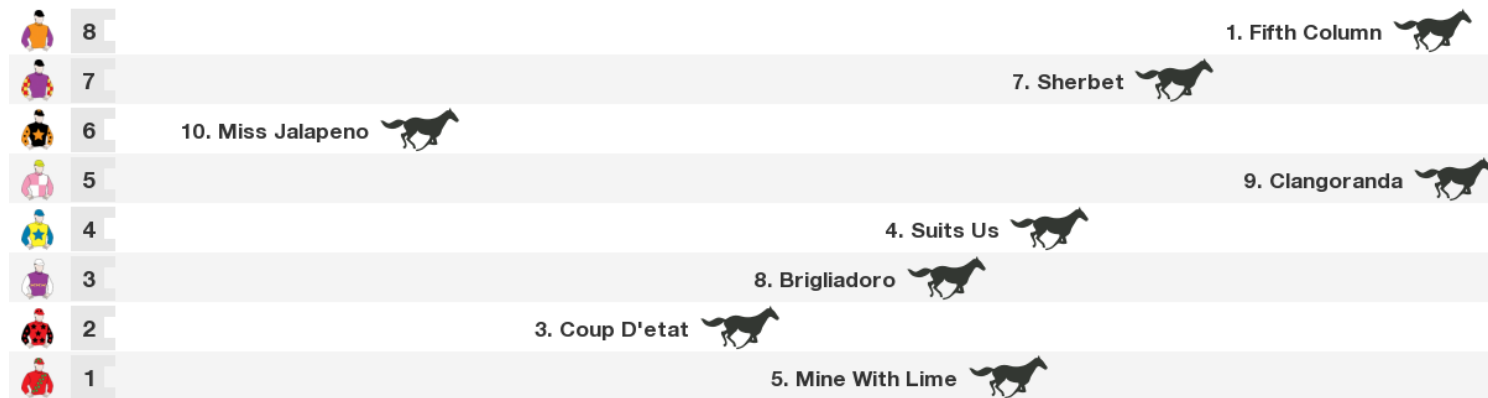 8 1. Fifth Column
7 7. Sherbet
6 10. Miss Jalapeno
5 9. Clangoranda
4 4. Suits Us
3 8. Brigliadoro
2 3. Coup D'etat
1 5. Mine With Lime